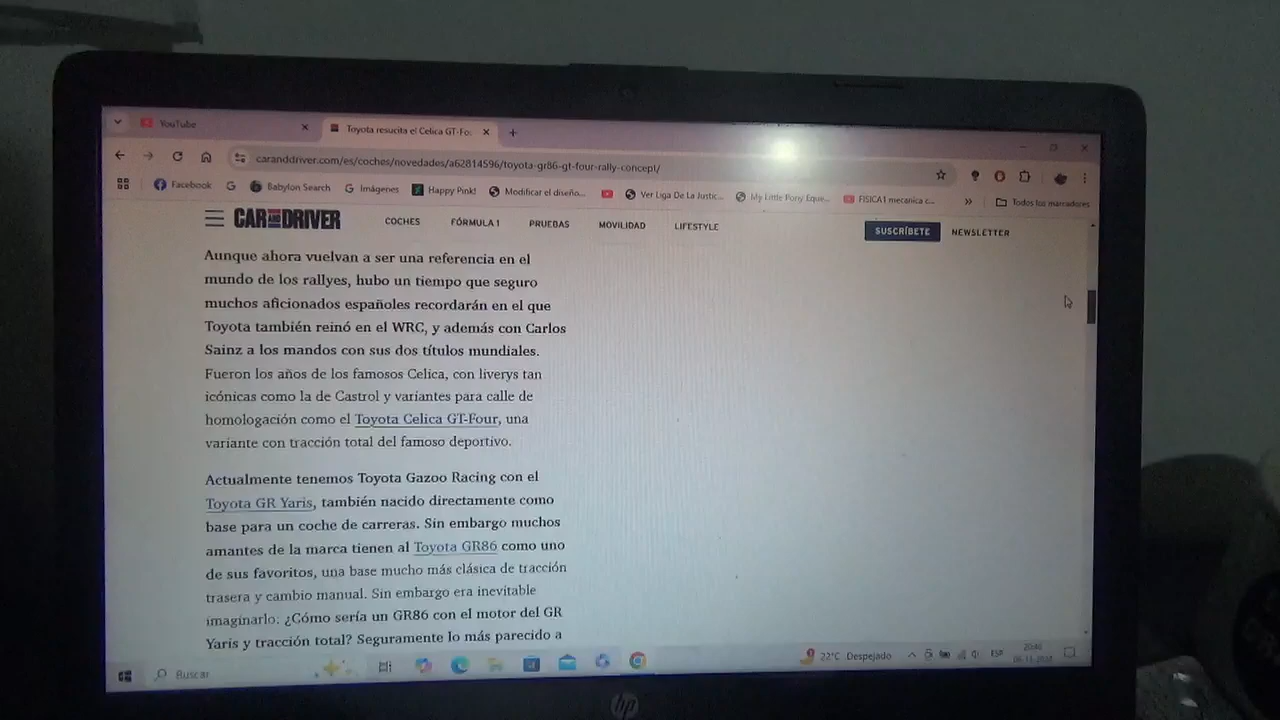 YouTube
Toyota resucita el Celica GT-Fo
caranddriver.com/es/coches/novedades/a62814596/toyota-gr86-gt-four-rally-concept/
Facebook
Babylon Search
Imágenes
Happy Pink!
Modificar el diseño...
Ver Liga De La Justic...
My Little Pony Eque...
FISICA1 mecanica c...
Todos los marcadores
CAR AND DRIVER
COCHES
FÓRMULA 1
PRUEBAS
MOVILIDAD
LIFESTYLE
SUSCRÍBETE
NEWSLETTER
Aunque ahora vuelvan a ser una referencia en el
mundo de los rallyes, hubo un tiempo que seguro
muchos aficionados españoles recordarán en el que
Toyota también reinó en el WRC, y además con Carlos
Sainz a los mandos con sus dos títulos mundiales.
Fueron los años de los famosos Celica, con liverys tan
icónicas como la de Castrol y variantes para calle de
homologación como el Toyota Celica GT-Four, una
variante con tracción total del famoso deportivo.
Actualmente tenemos Toyota Gazoo Racing con el
Toyota GR Yaris, también nacido directamente como
base para un coche de carreras. Sin embargo muchos
amantes de la marca tienen al Toyota GR86 como uno
de sus favoritos, una base mucho más clásica de tracción
trasera y cambio manual. Sin embargo era inevitable
imaginarlo: ¿Cómo sería un GR86 con el motor del GR
Yaris y tracción total? Seguramente lo más parecido a
Buscar
22°C Despejado
ESP
hp